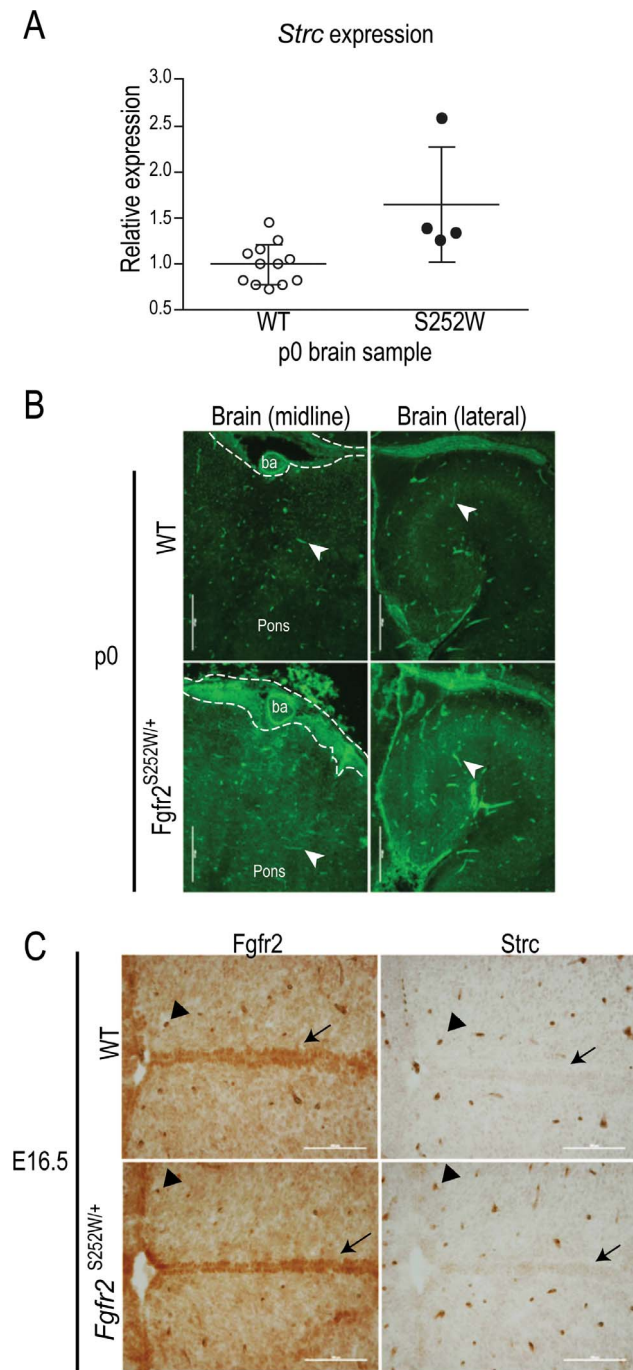 A
Strc expression
Relative expression
3.0
2.5
2.0
1.5
1.0
0.5
WT
S252W
p0 brain sample
B
Brain (midline)
Brain (lateral)
p0
WT
ba
Pons
Fgfr2S252W/+
ba
Pons
C
Fgfr2
Strc
E16.5
WT
Fgfr2 S252W/+